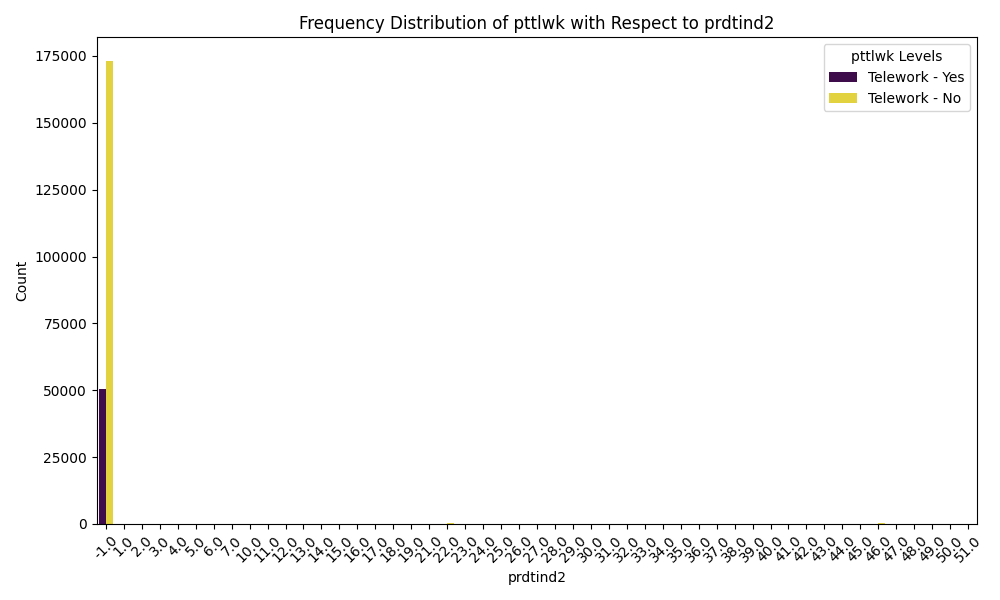 Frequency Distribution of pttlwk with Respect to prdtind2
pttlwk Levels
Telework - Yes
Telework - No
Count
175000
150000
125000
100000
75000
50000
25000
0
-1.0 1.0 2.0 3.0 4.0 5.0 6.0 7.0 10.0 11.0 12.0 13.0 14.0 15.0 16.0 17.0 18.0 19.0 21.0 22.0 23.0 24.0 25.0 26.0 27.0 28.0 29.0 30.0 31.0 32.0 33.0 34.0 35.0 36.0 37.0 38.0 39.0 40.0 41.0 42.0 43.0 44.0 45.0 46.0 47.0 48.0 49.0 50.0 51.0
prdtind2